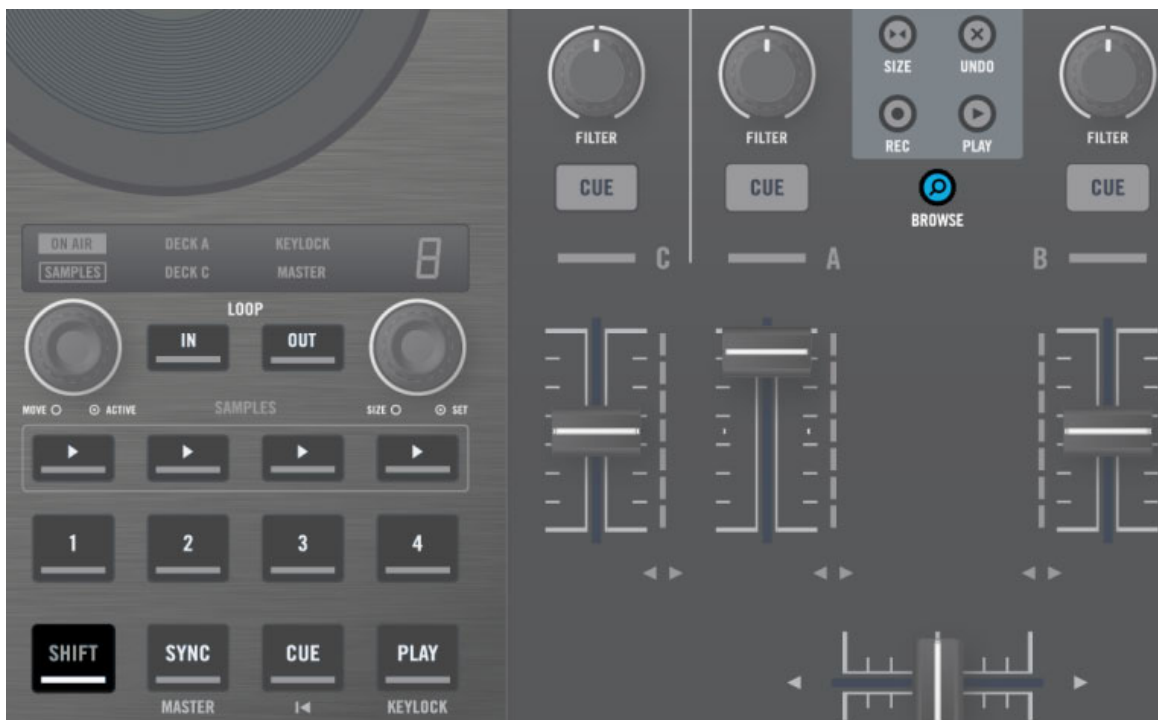 SIZE
UNDO
FILTER
FILTER
REC
PLAY
FILTER
CUE
CUE
CUE
BROWSE
ON AIR
DECK A
KEYLOCK
8
C
A
B
SAMPLES
DECK C
MASTER
LOOP
IN
OUT
MOVE
ACTIVE
SAMPLES
SIZE
SET
1
2
3
4
SHIFT
SYNC
CUE
PLAY
MASTER
KEYLOCK